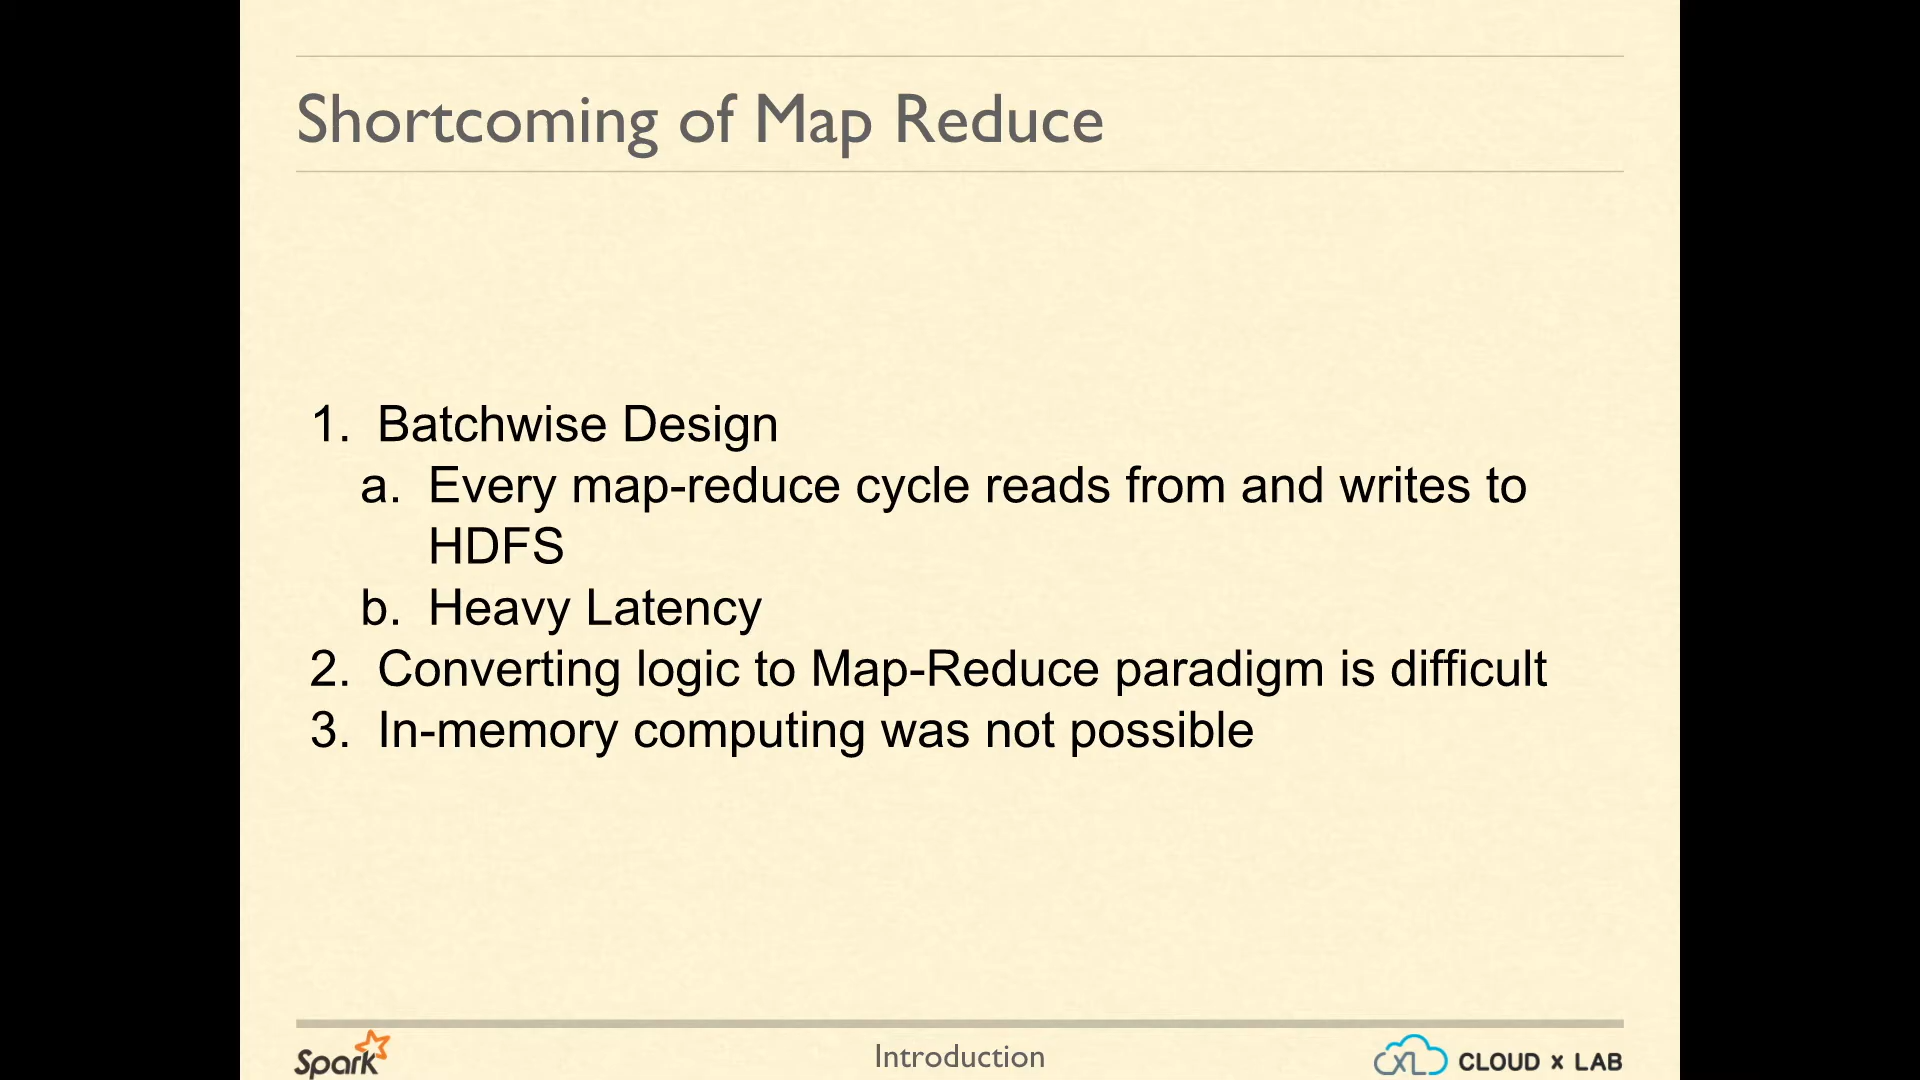 Shortcoming of Map Reduce
1. Batchwise Design
a. Every map-reduce cycle reads from and writes to
HDFS
b. Heavy Latency
2. Converting logic to Map-Reduce paradigm is difficult
3. In-memory computing was not possible
Spark
Introduction
CXL CLOUD x LAB